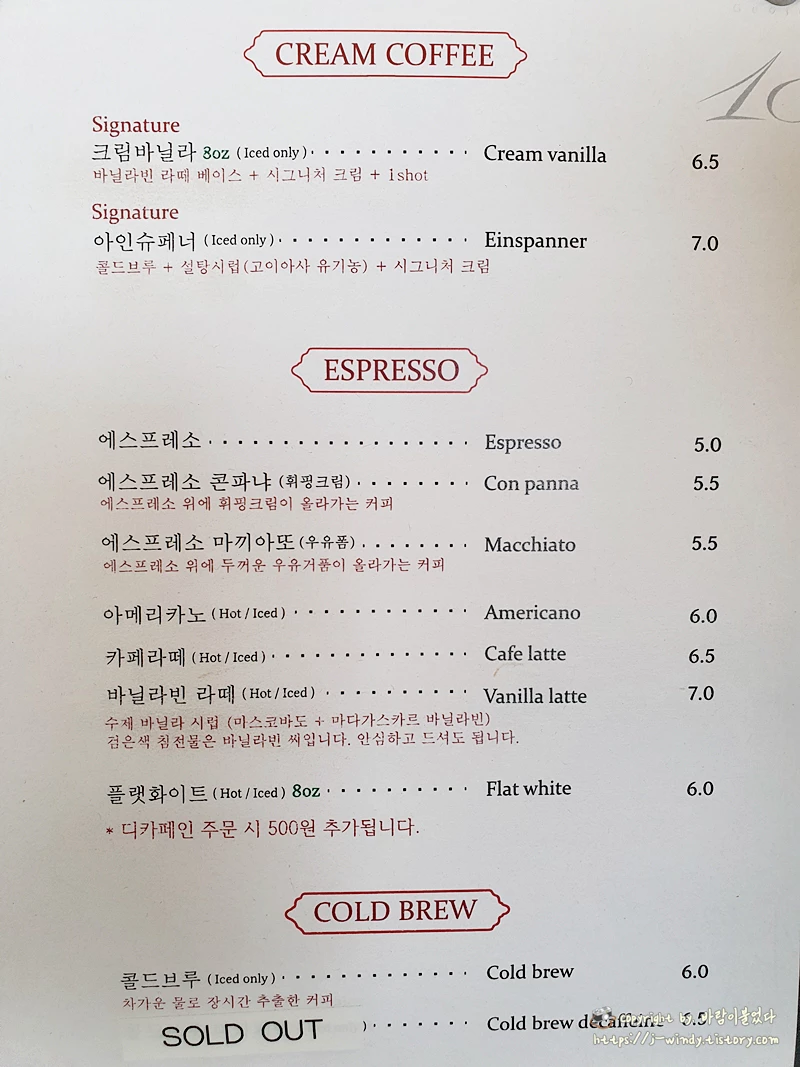 CREAM COFFEE
Signature
크림바닐라 8oz (Iced only) Cream vanilla 6.5
바닐라빈 라떼 베이스 + 시그니처 크림 + 1shot
Signature
아인슈페너 (Iced only) Einspanner 7.0
콜드브루 + 설탕시럽(고이아사 유기농) + 시그니처 크림
ESPRESSO
에스프레소 Espresso 5.0
에스프레소 콘파냐 (휘핑크림) Con panna 5.5
에스프레소 위에 휘핑크림이 올라가는 커피
에스프레소 마끼아또 (우유폼) Macchiato 5.5
에스프레소 위에 두꺼운 우유거품이 올라가는 커피
아메리카노 (Hot / Iced) Americano 6.0
카페라떼 (Hot / Iced) Cafe latte 6.5
바닐라빈 라떼 (Hot / Iced) Vanilla latte 7.0
수제 바닐라 시럽 (마스코바도 + 마다가스카르 바닐라빈)
검은색 침전물은 바닐라빈 씨입니다. 안심하고 드셔도 됩니다.
플랫화이트 (Hot / Iced) 8oz Flat white 6.0
* 디카페인 주문 시 500원 추가됩니다.
COLD BREW
콜드브루 (Iced only) Cold brew 6.0
차가운 물로 장시간 추출한 커피
SOLD OUT ) Cold brew decaffeine 6.5
Copyright by 바람이불었다
https://j-windy.tistory.com